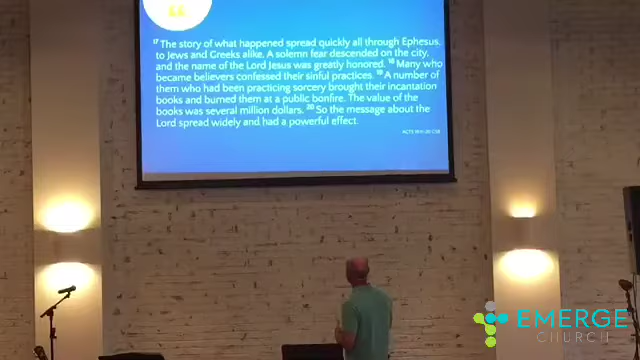 17 The story of what happened spread quickly all through Ephesus,
to Jews and Greeks alike. A solemn fear descended on the city,
and the name of the Lord Jesus was greatly honored. 18 Many who
became believers confessed their sinful practices. 19 A number of
them who had been practicing sorcery brought their incantation
books and burned them at a public bonfire. The value of the
books was several million dollars. 20 So the message about the
Lord spread widely and had a powerful effect.
EMERGE
CHURCH